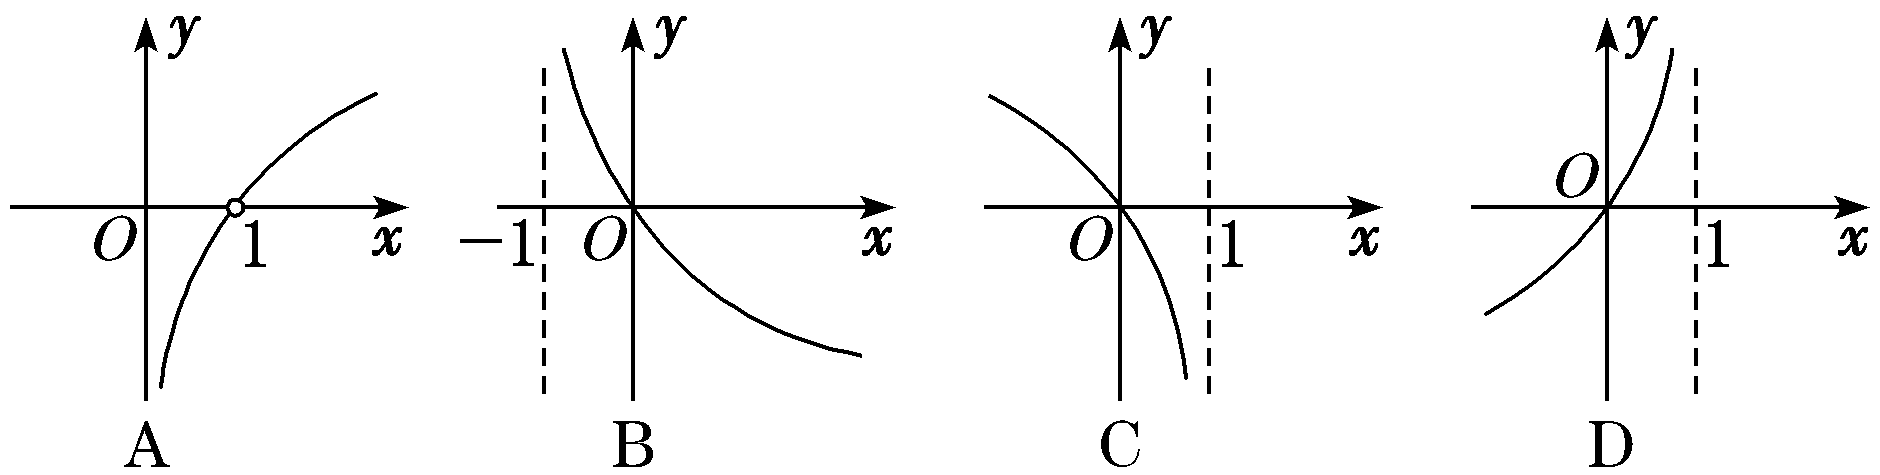 y y y y
O 1 x −1 O x O 1 x O 1 x
A B C D